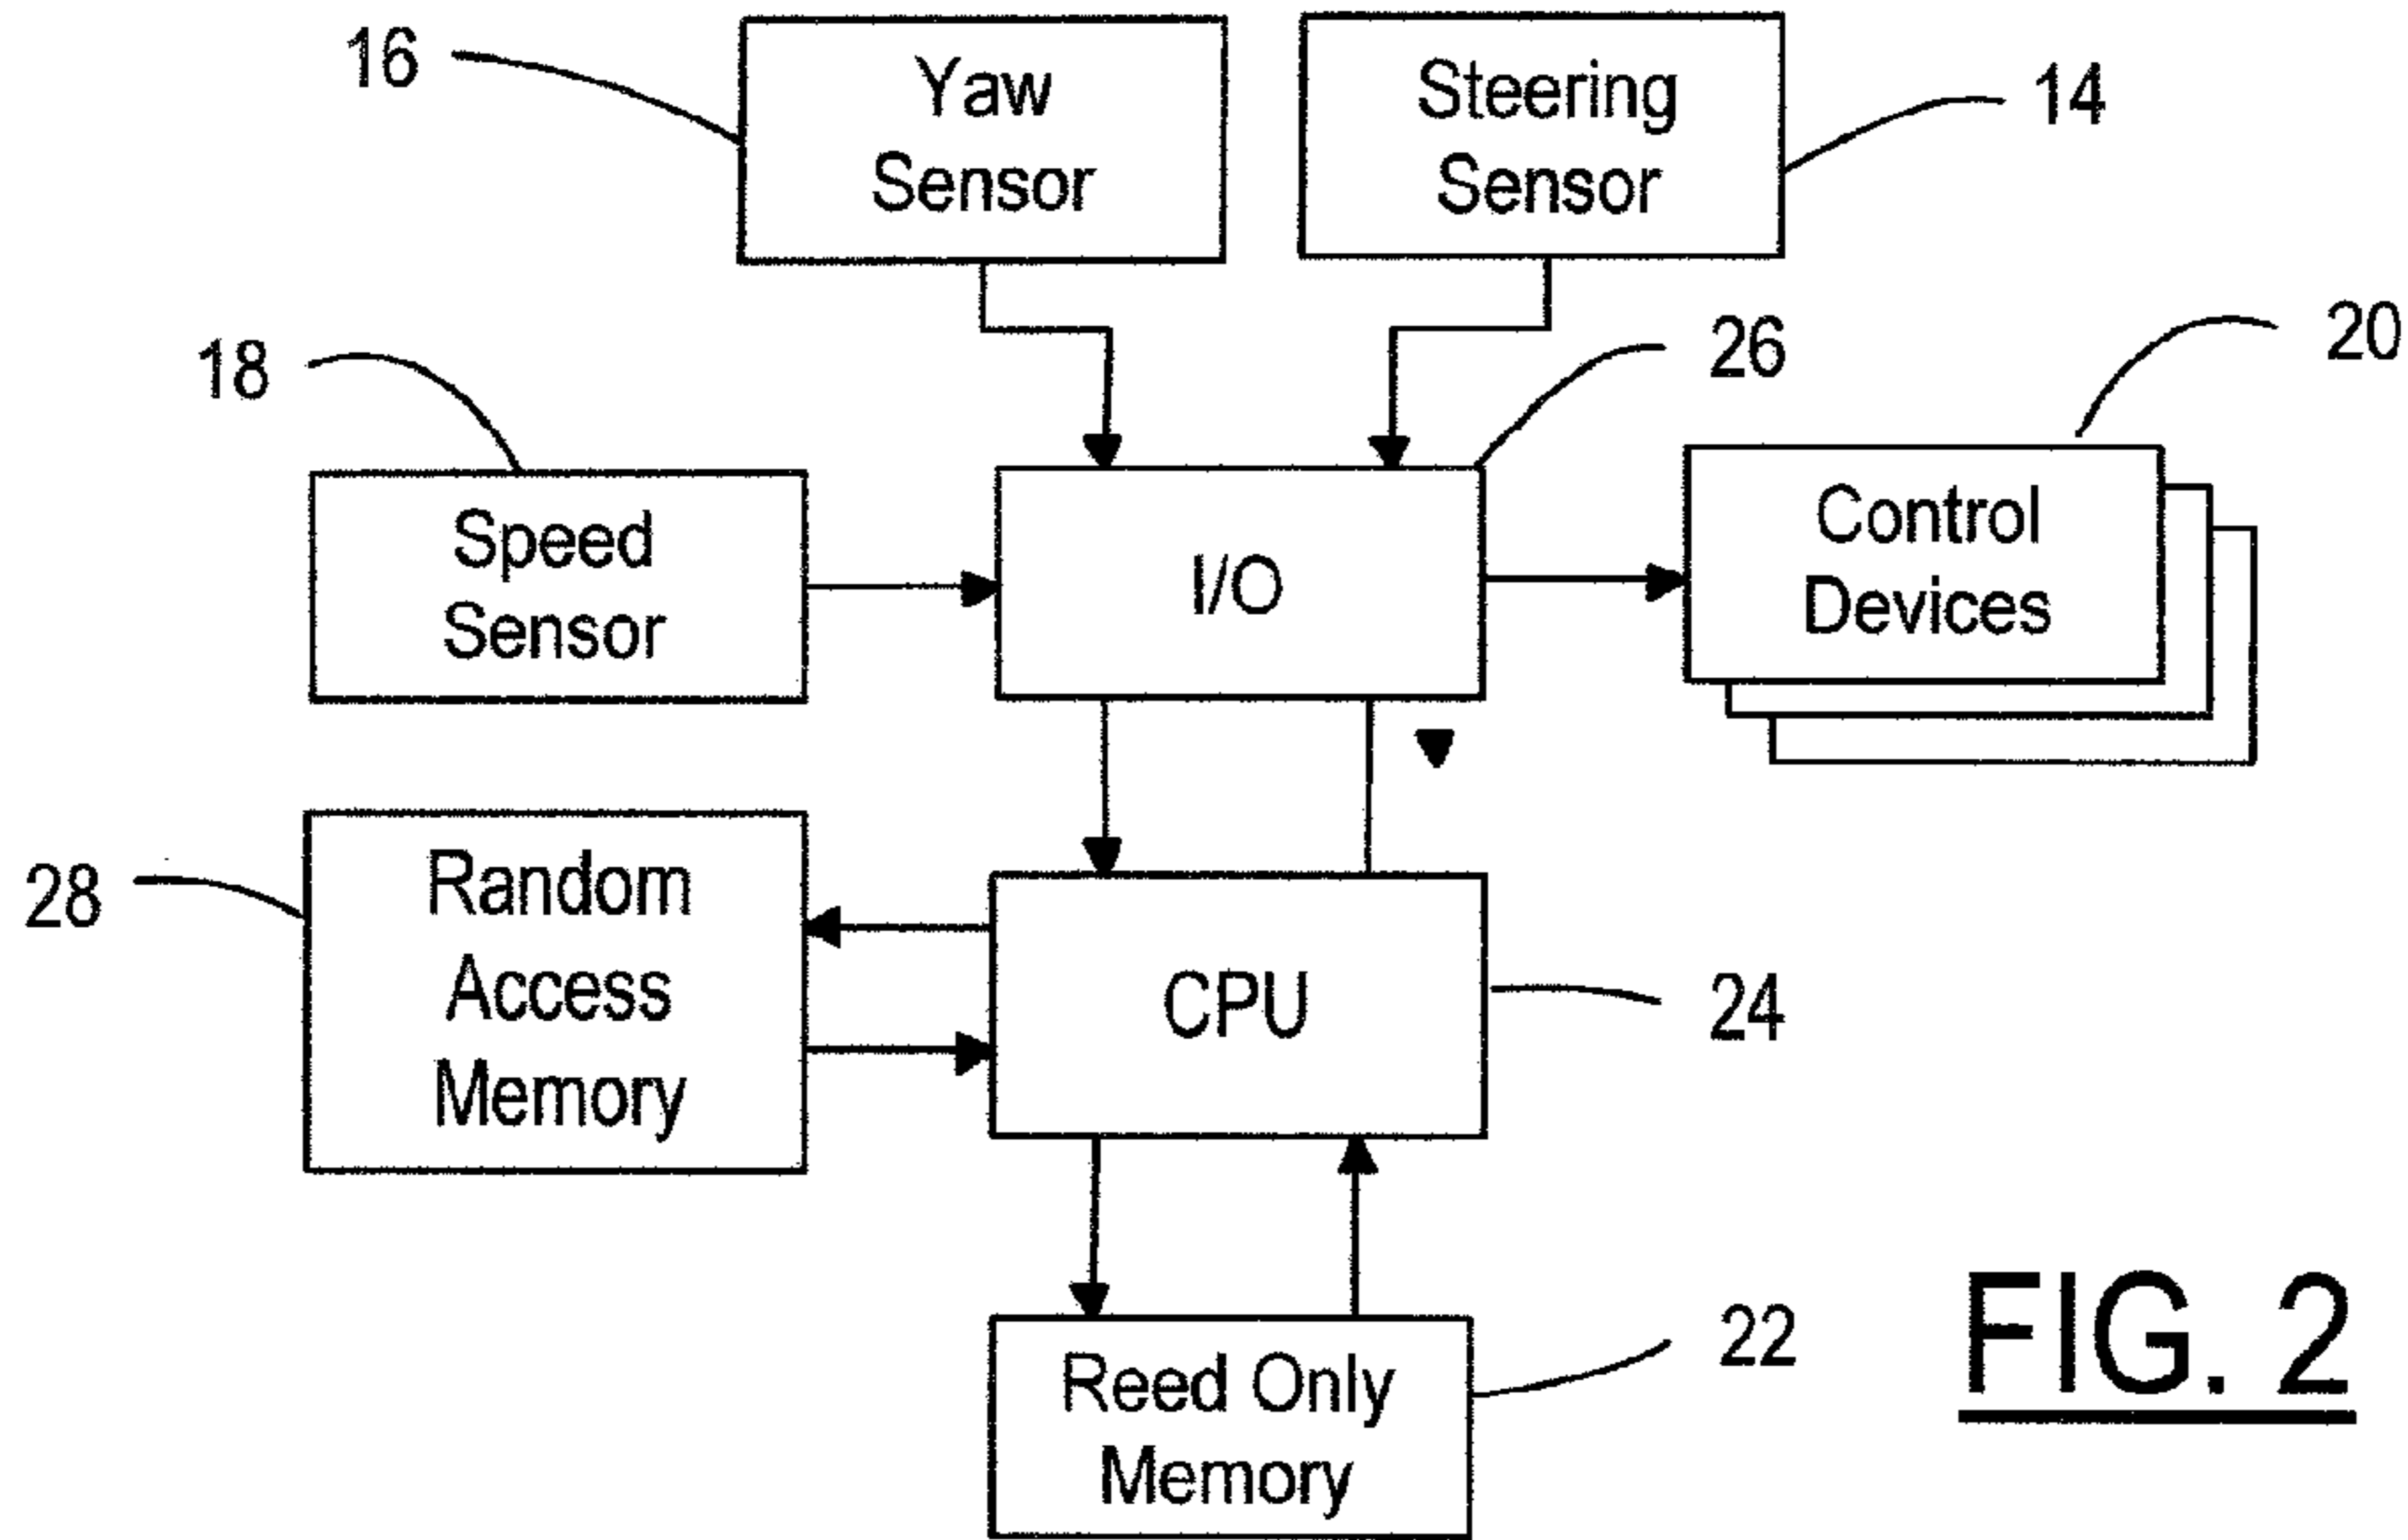 16
Yaw
Sensor
Steering
Sensor
14
18
Speed
Sensor
26
I/O
20
Control
Devices
28
Random
Access
Memory
CPU
24
Reed Only
Memory
22
FIG. 2